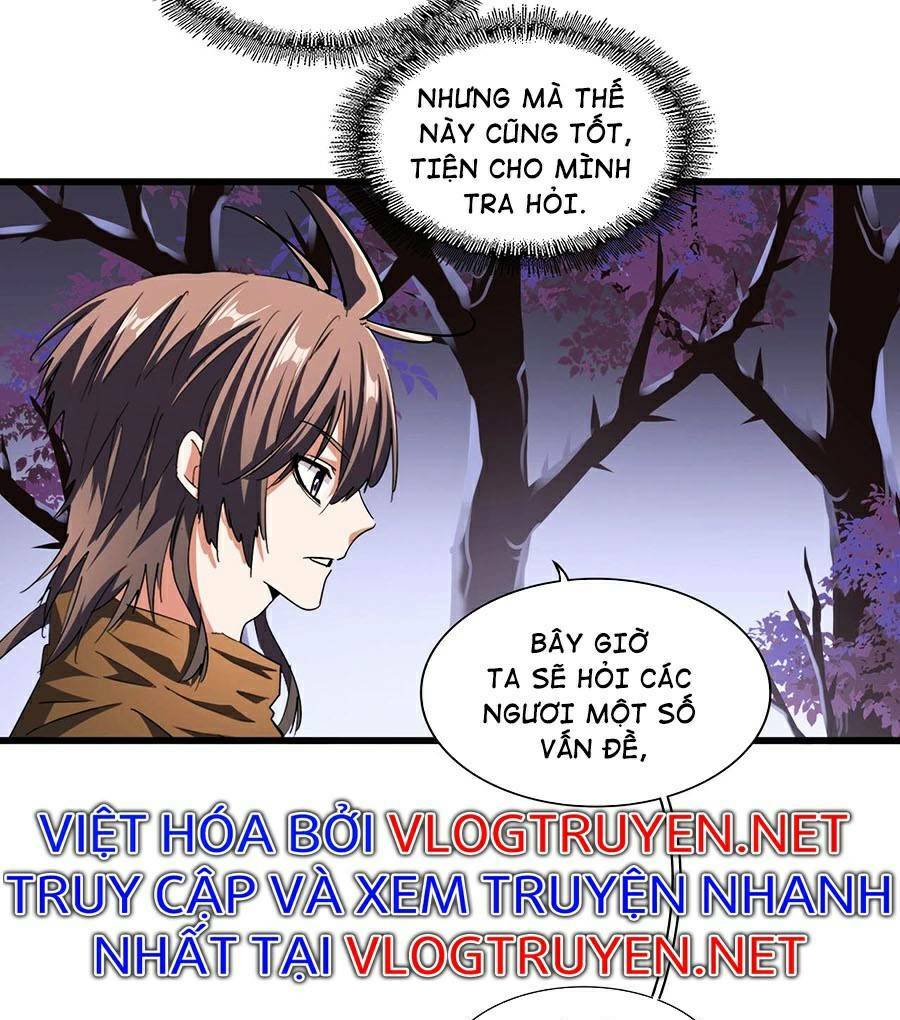 NHƯNG MÀ THẾ
NÀY CŨNG TỐT,
TIỆN CHO MÌNH
TRA HỎI.
BÂY GIỜ
TA SẼ HỎI CÁC
NGƯƠI MỘT SỐ
VẤN ĐỀ,
VIỆT HÓA BỞI VLOGTRUYEN.NET
TRUY CẬP VÀ XEM TRUYỆN NHANH
NHẤT TẠI VLOGTRUYEN.NET